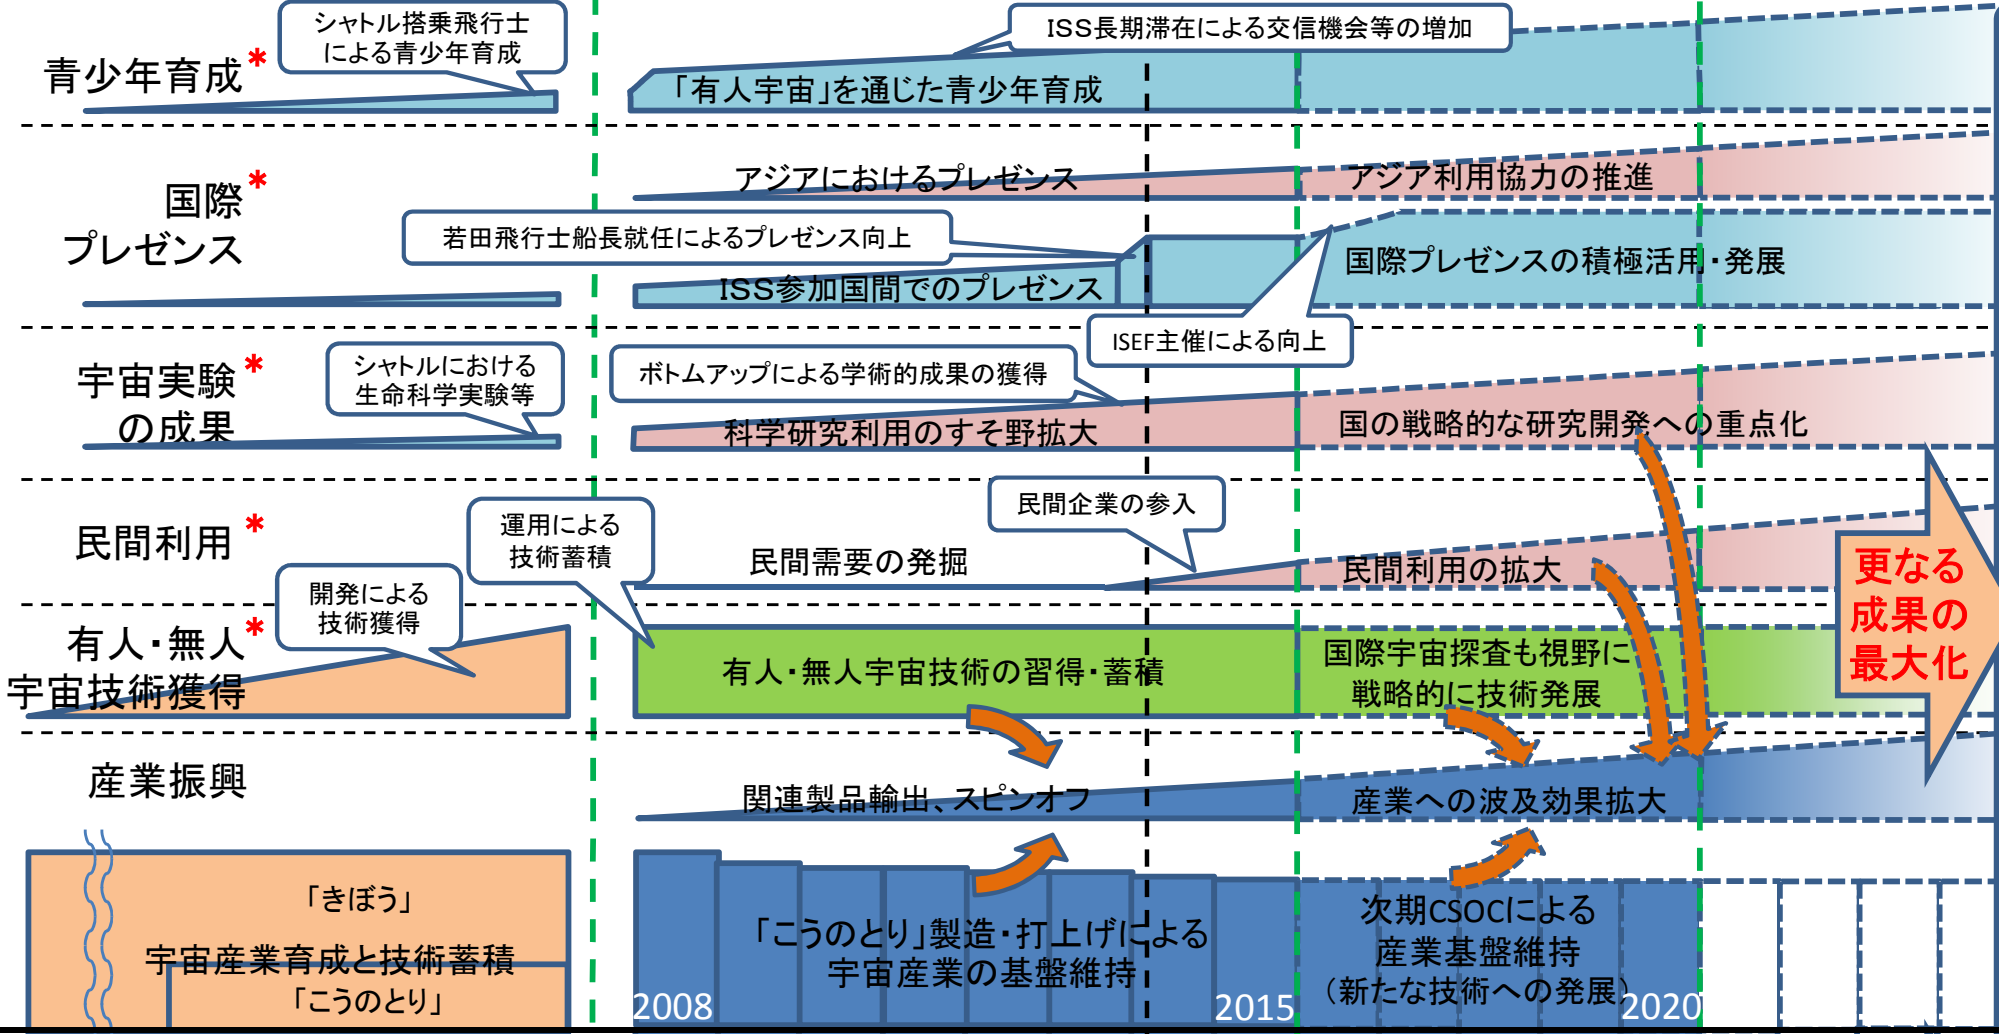 シャトル搭乗飛行士
による青少年育成
ISS長期滞在による交信機会等の増加
青少年育成*
「有人宇宙」を通じた青少年育成
国際*
プレゼンス
アジアにおけるプレゼンス
アジア利用協力の推進
若田飛行士船長就任によるプレゼンス向上
ISS参加国間でのプレゼンス
国際プレゼンスの積極活用・発展
ISEF主催による向上
宇宙実験*
の成果
シャトルにおける
生命科学実験等
ボトムアップによる学術的成果の獲得
科学研究利用のすそ野拡大
国の戦略的な研究開発への重点化
民間利用*
運用による
技術蓄積
民間企業の参入
民間需要の発掘
民間利用の拡大
更なる
成果の
最大化
有人・無人*
宇宙技術獲得
開発による
技術獲得
有人・無人宇宙技術の習得・蓄積
国際宇宙探査も視野に
戦略的に技術発展
産業振興
関連製品輸出、スピンオフ
産業への波及効果拡大
「きぼう」
宇宙産業育成と技術蓄積
「こうのとり」
「こうのとり」製造・打上げによる
宇宙産業の基盤維持
次期CSOCによる
産業基盤維持
（新たな技術への発展）
2008
2015
2020